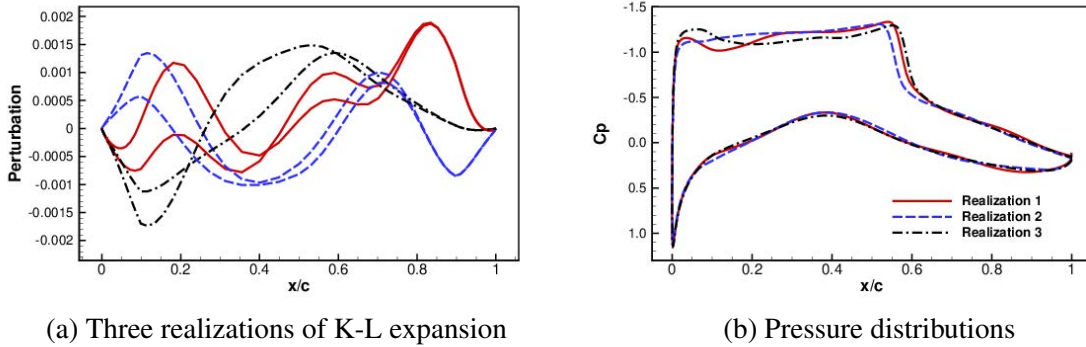 0.002
0.0015
0.001
0.0005
0
-0.0005
-0.001
-0.0015
-0.002
Perturbation
0 0.2 0.4 0.6 0.8 1
x/c
(a) Three realizations of K-L expansion
-1.5
-1.0
-0.5
0.0
0.5
1.0
Cp
Realization 1
Realization 2
Realization 3
0 0.2 0.4 0.6 0.8 1
x/c
(b) Pressure distributions